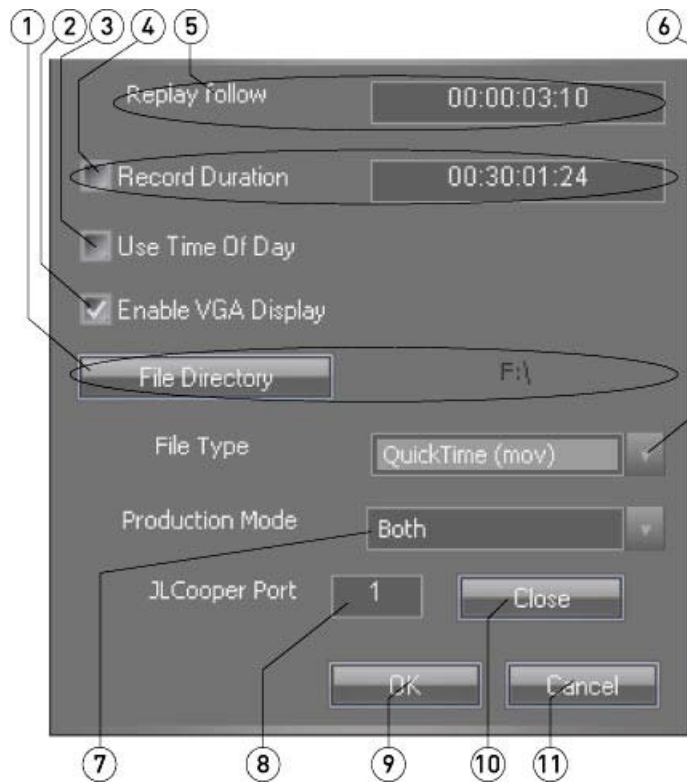 1 2 3 4 5 6
Replay follow 00:00:03:10
Record Duration 00:30:01:24
Use Time Of Day
Enable VGA Display
File Directory F:\
File Type QuickTime (mov)
Production Mode Both
JLCooper Port 1 Close
OK Cancel
7 8 9 10 11